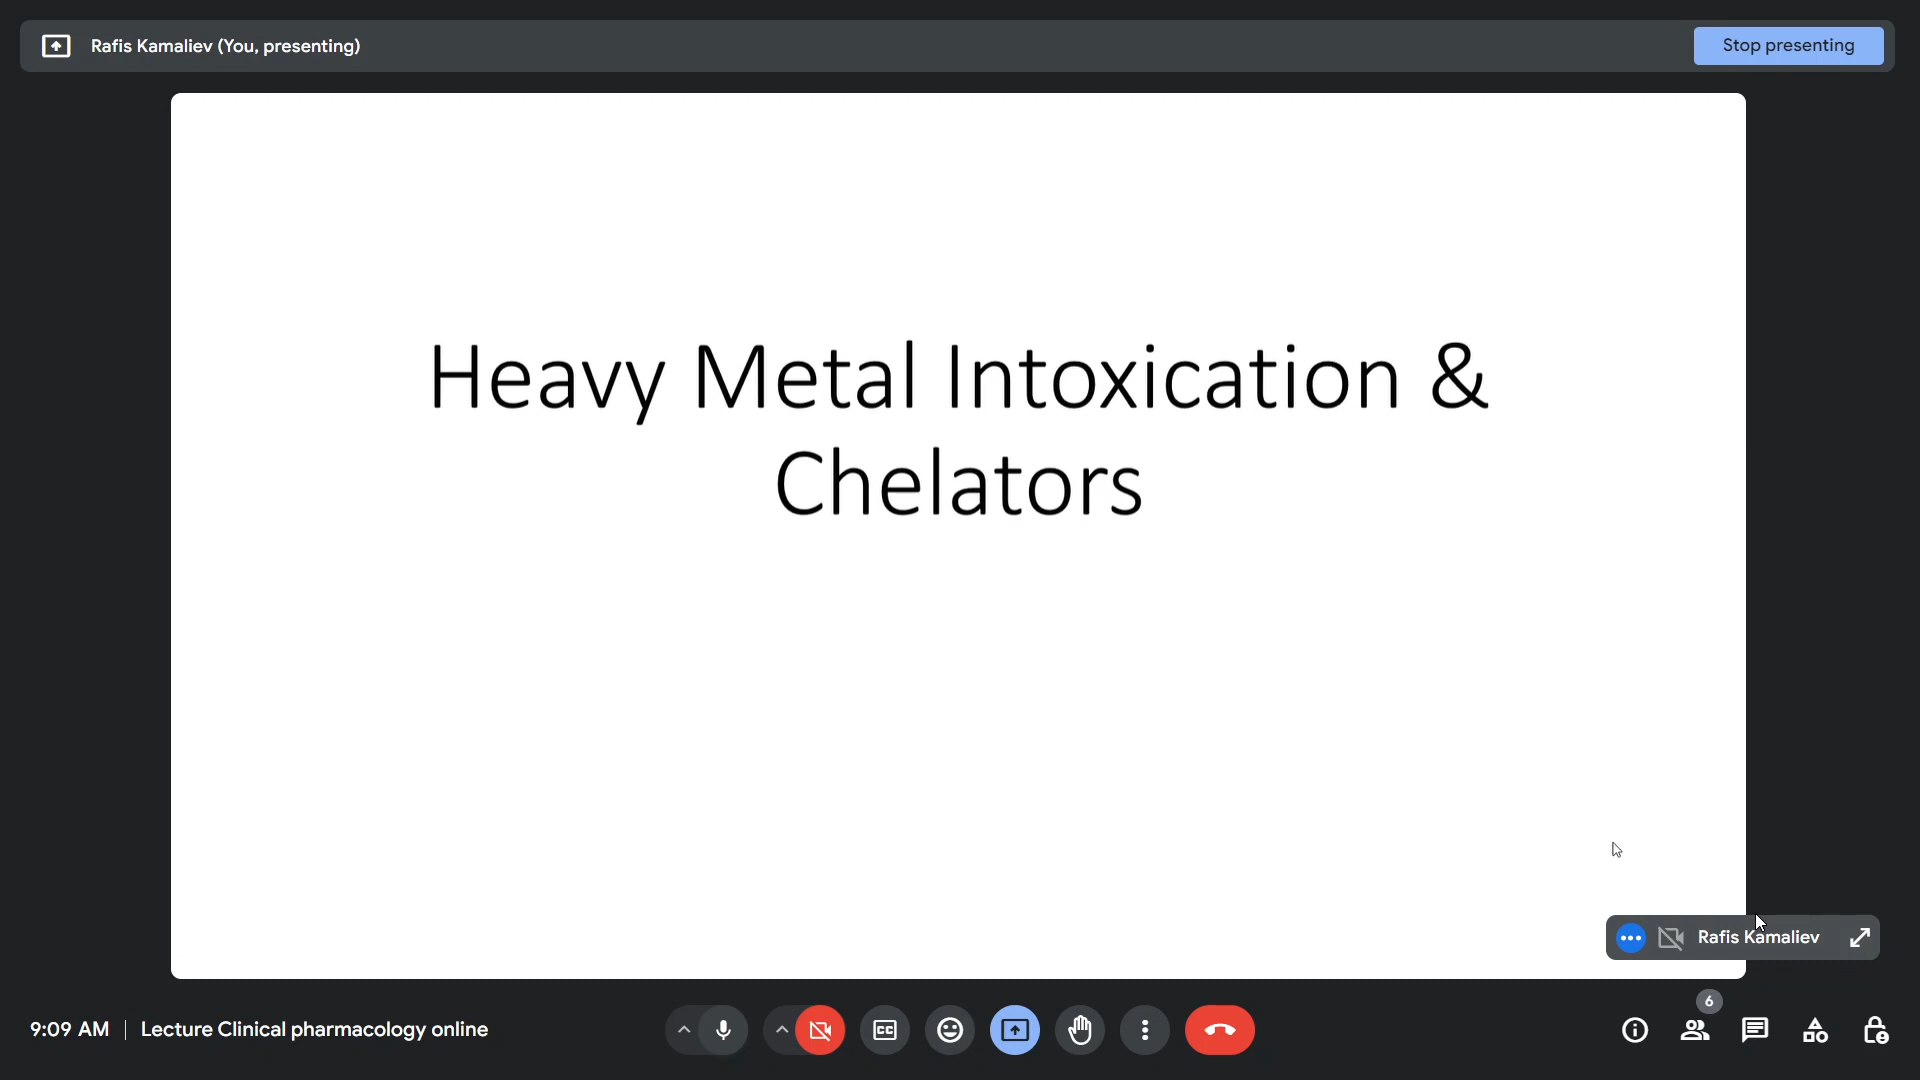 Rafis Kamaliev (You, presenting)
Stop presenting
Heavy Metal Intoxication &
Chelators
Rafis Kamaliev
6
9:09 AM | Lecture Clinical pharmacology online
CC